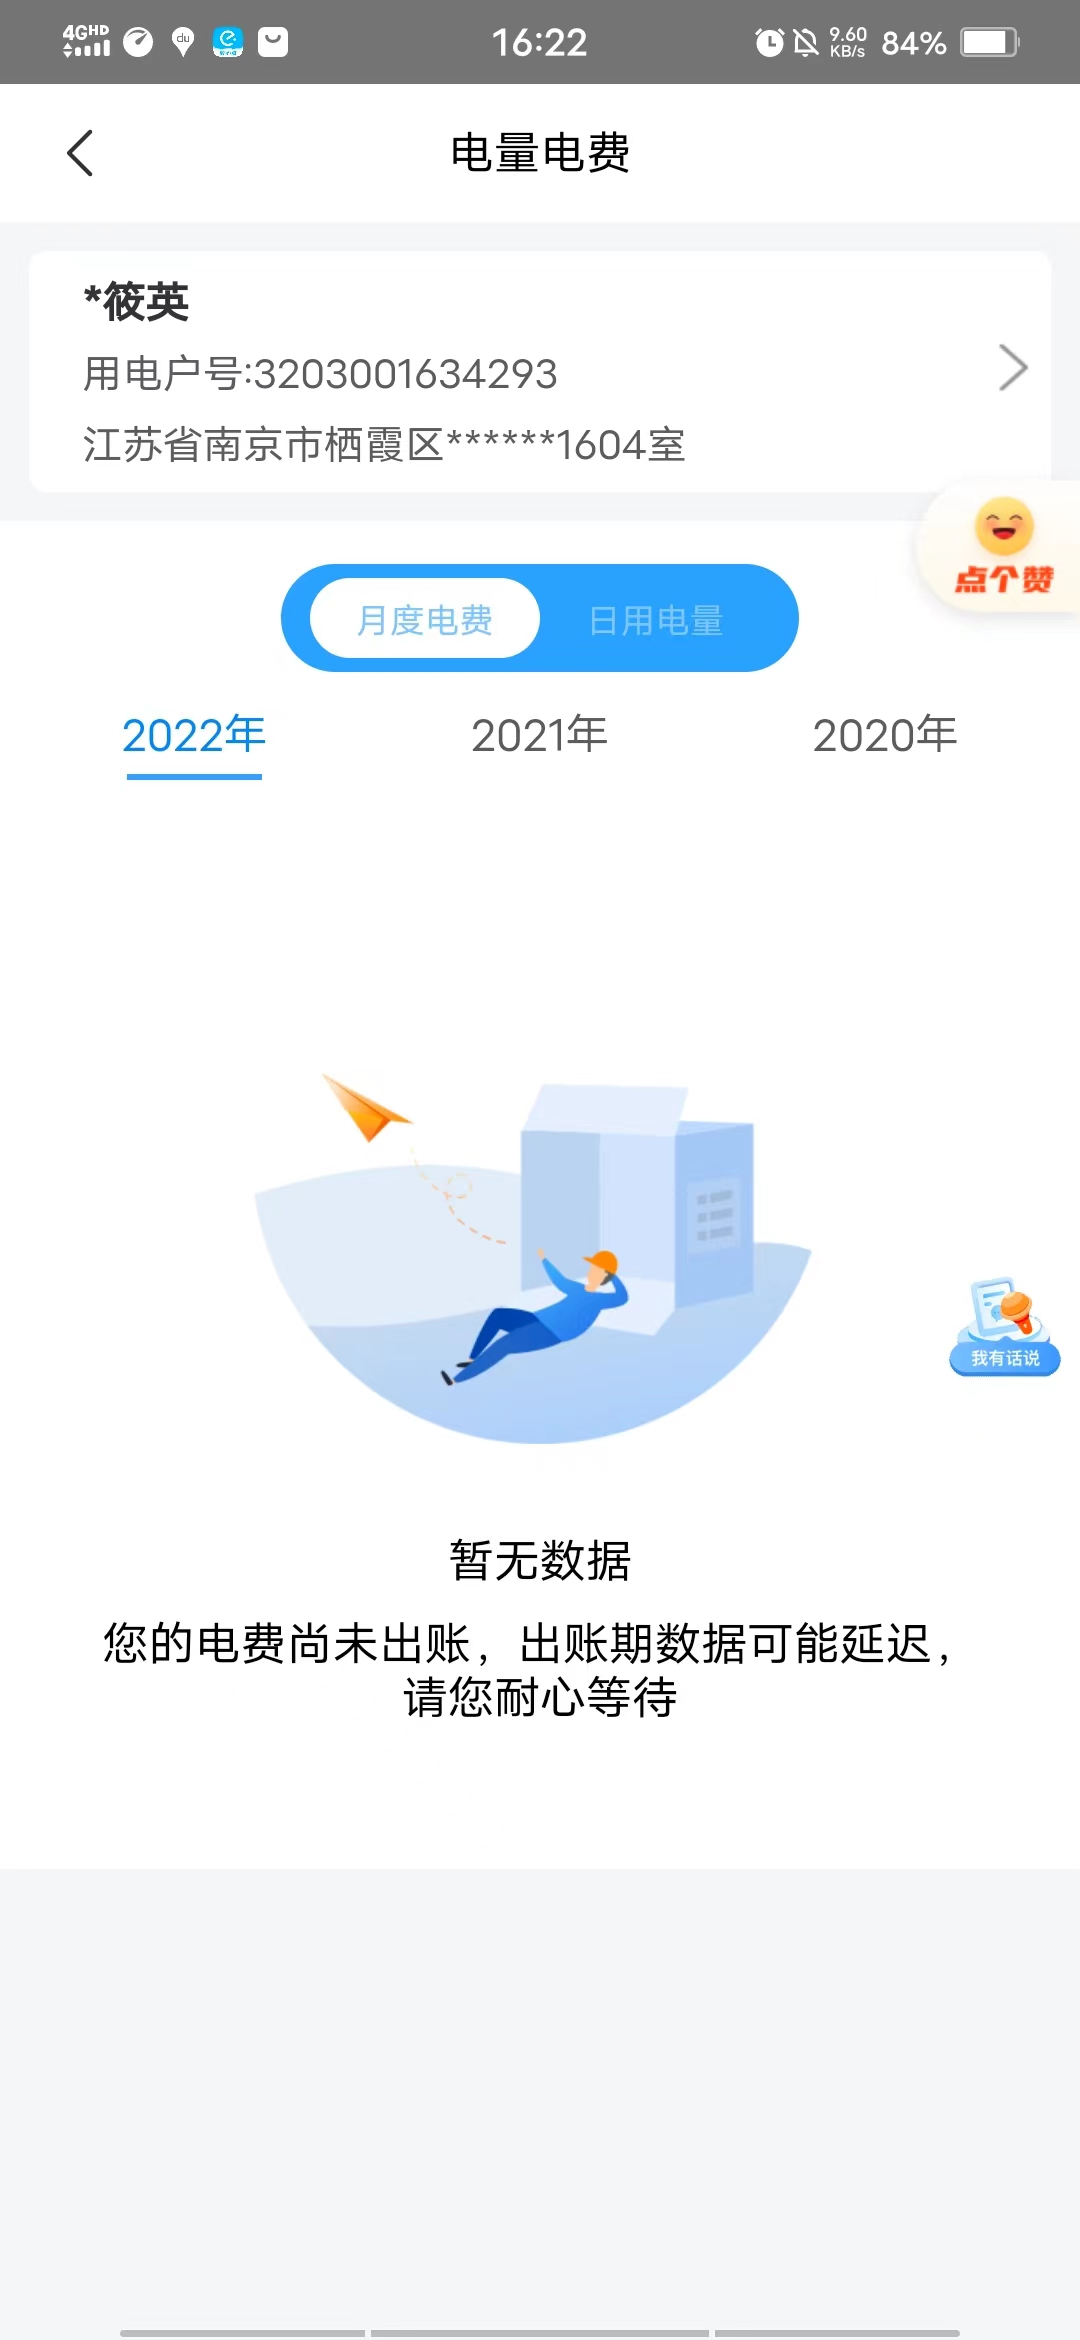 4GHD
du
16:22
9.60
KB/s
84%
电量电费
*筱英
用电户号:3203001634293
江苏省南京市栖霞区******1604室
点个赞
月度电费 日用电量
2022年 2021年 2020年
我有话说
暂无数据
您的电费尚未出账，出账期数据可能延迟，
请您耐心等待